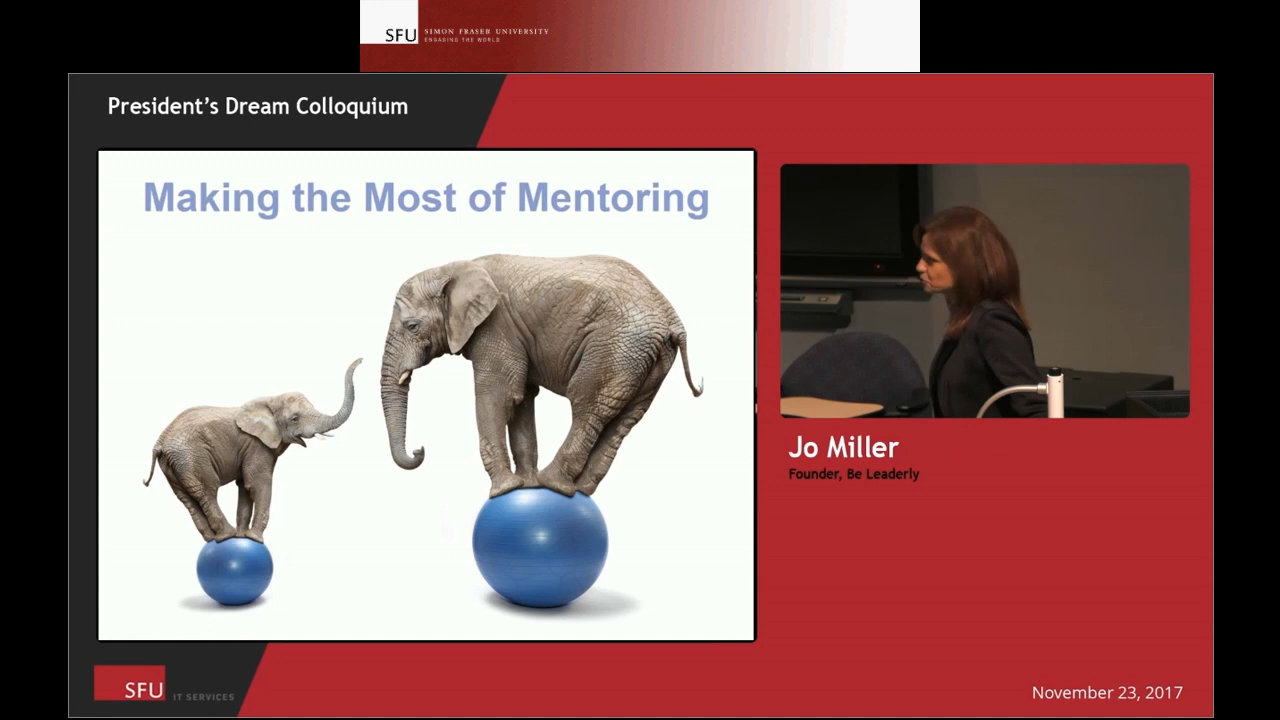 SFU
SIMON FRASER UNIVERSITY
ENGAGING THE WORLD
President's Dream Colloquium
Making the Most of Mentoring
Jo Miller
Founder, Be Leaderly
SFU IT SERVICES
November 23, 2017